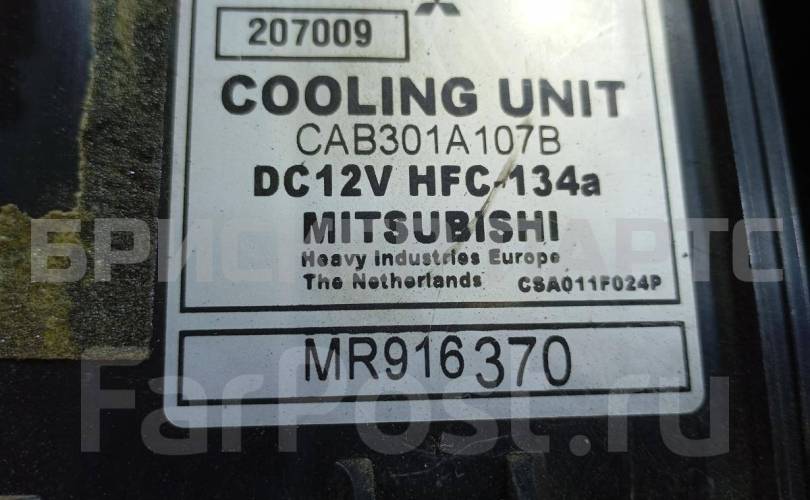 207009
COOLING UNIT
CAB301A107B
DC12V HFC-134a
MITSUBISHI
Heavy Industries Europe
The Netherlands CSA011F024P
MR916370
FarPost.ru